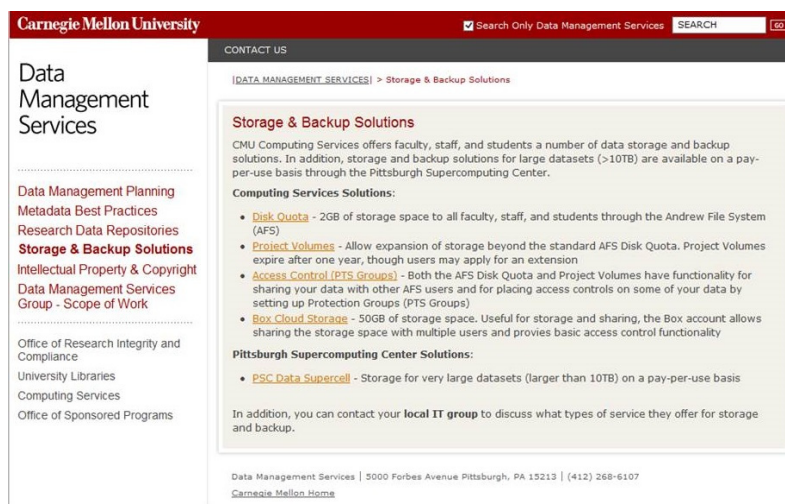 Carnegie Mellon University
Search Only Data Management Services SEARCH GO
CONTACT US
Data
Management
Services
|DATA MANAGEMENT SERVICES| > Storage & Backup Solutions
Data Management Planning
Metadata Best Practices
Research Data Repositories
Storage & Backup Solutions
Intellectual Property & Copyright
Data Management Services
Group - Scope of Work
Office of Research Integrity and
Compliance
University Libraries
Computing Services
Office of Sponsored Programs
Storage & Backup Solutions
CMU Computing Services offers faculty, staff, and students a number of data storage and backup
solutions. In addition, storage and backup solutions for large datasets (>10TB) are available on a pay-
per-use basis through the Pittsburgh Supercomputing Center.
Computing Services Solutions:
• Disk Quota - 2GB of storage space to all faculty, staff, and students through the Andrew File System
(AFS)
• Project Volumes - Allow expansion of storage beyond the standard AFS Disk Quota. Project Volumes
expire after one year, though users may apply for an extension
• Access Control (PTS Groups) - Both the AFS Disk Quota and Project Volumes have functionality for
sharing your data with other AFS users and for placing access controls on some of your data by
setting up Protection Groups (PTS Groups)
• Box Cloud Storage - 50GB of storage space. Useful for storage and sharing, the Box account allows
sharing the storage space with multiple users and provies basic access control functionality
Pittsburgh Supercomputing Center Solutions:
• PSC Data Supercell - Storage for very large datasets (larger than 10TB) on a pay-per-use basis
In addition, you can contact your local IT group to discuss what types of service they offer for storage
and backup.
Data Management Services | 5000 Forbes Avenue Pittsburgh, PA 15213 | (412) 268-6107
Carnegie Mellon Home